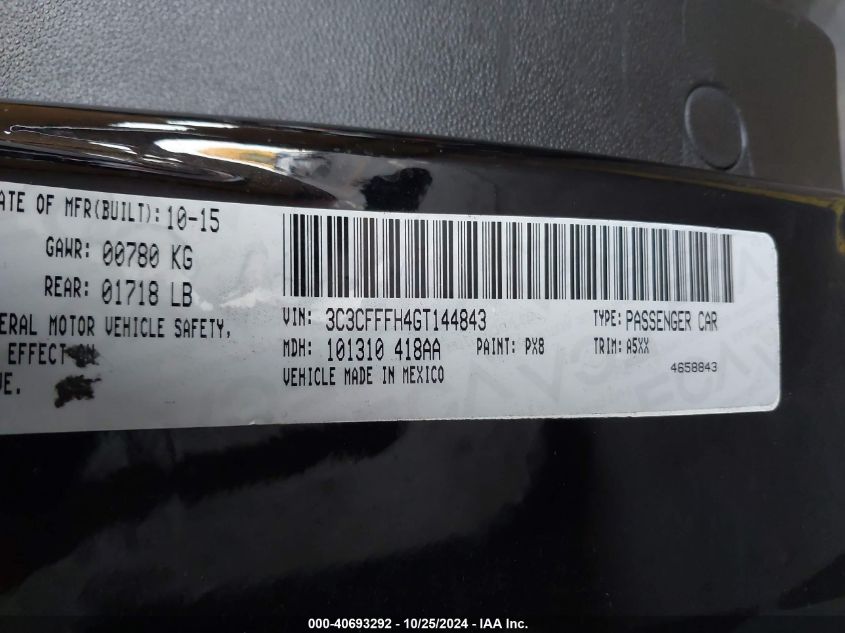 ATE OF MFR(BUILT): 10-15
GAWR: 00780 KG
REAR: 01718 LB
ERAL MOTOR VEHICLE SAFETY,
EFFECT ON
VE.
VIN: 3C3CFFFH4GT144843 TYPE: PASSENGER CAR
MDH: 101310 418AA PAINT: PX8 TRIM: A5XX
VEHICLE MADE IN MEXICO 4658843
000-40693292 - 10/25/2024 - IAA Inc.